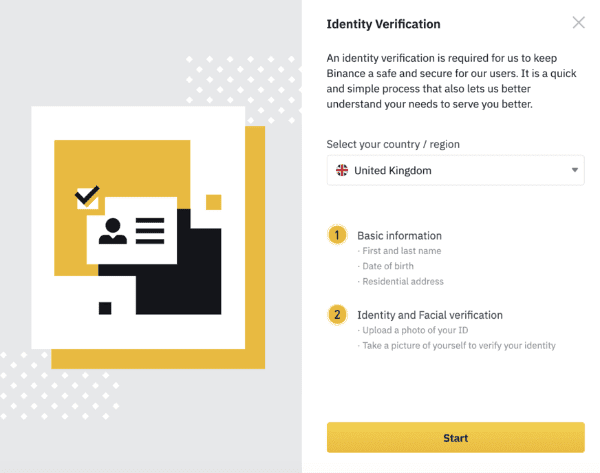 Identity Verification
An identity verification is required for us to keep
Binance a safe and secure for our users. It is a quick
and simple process that also lets us better
understand your needs to serve you better.
Select your country / region
United Kingdom
1 Basic information
· First and last name
· Date of birth
· Residential address
2 Identity and Facial verification
· Upload a photo of your ID
· Take a picture of yourself to verify your identity
Start